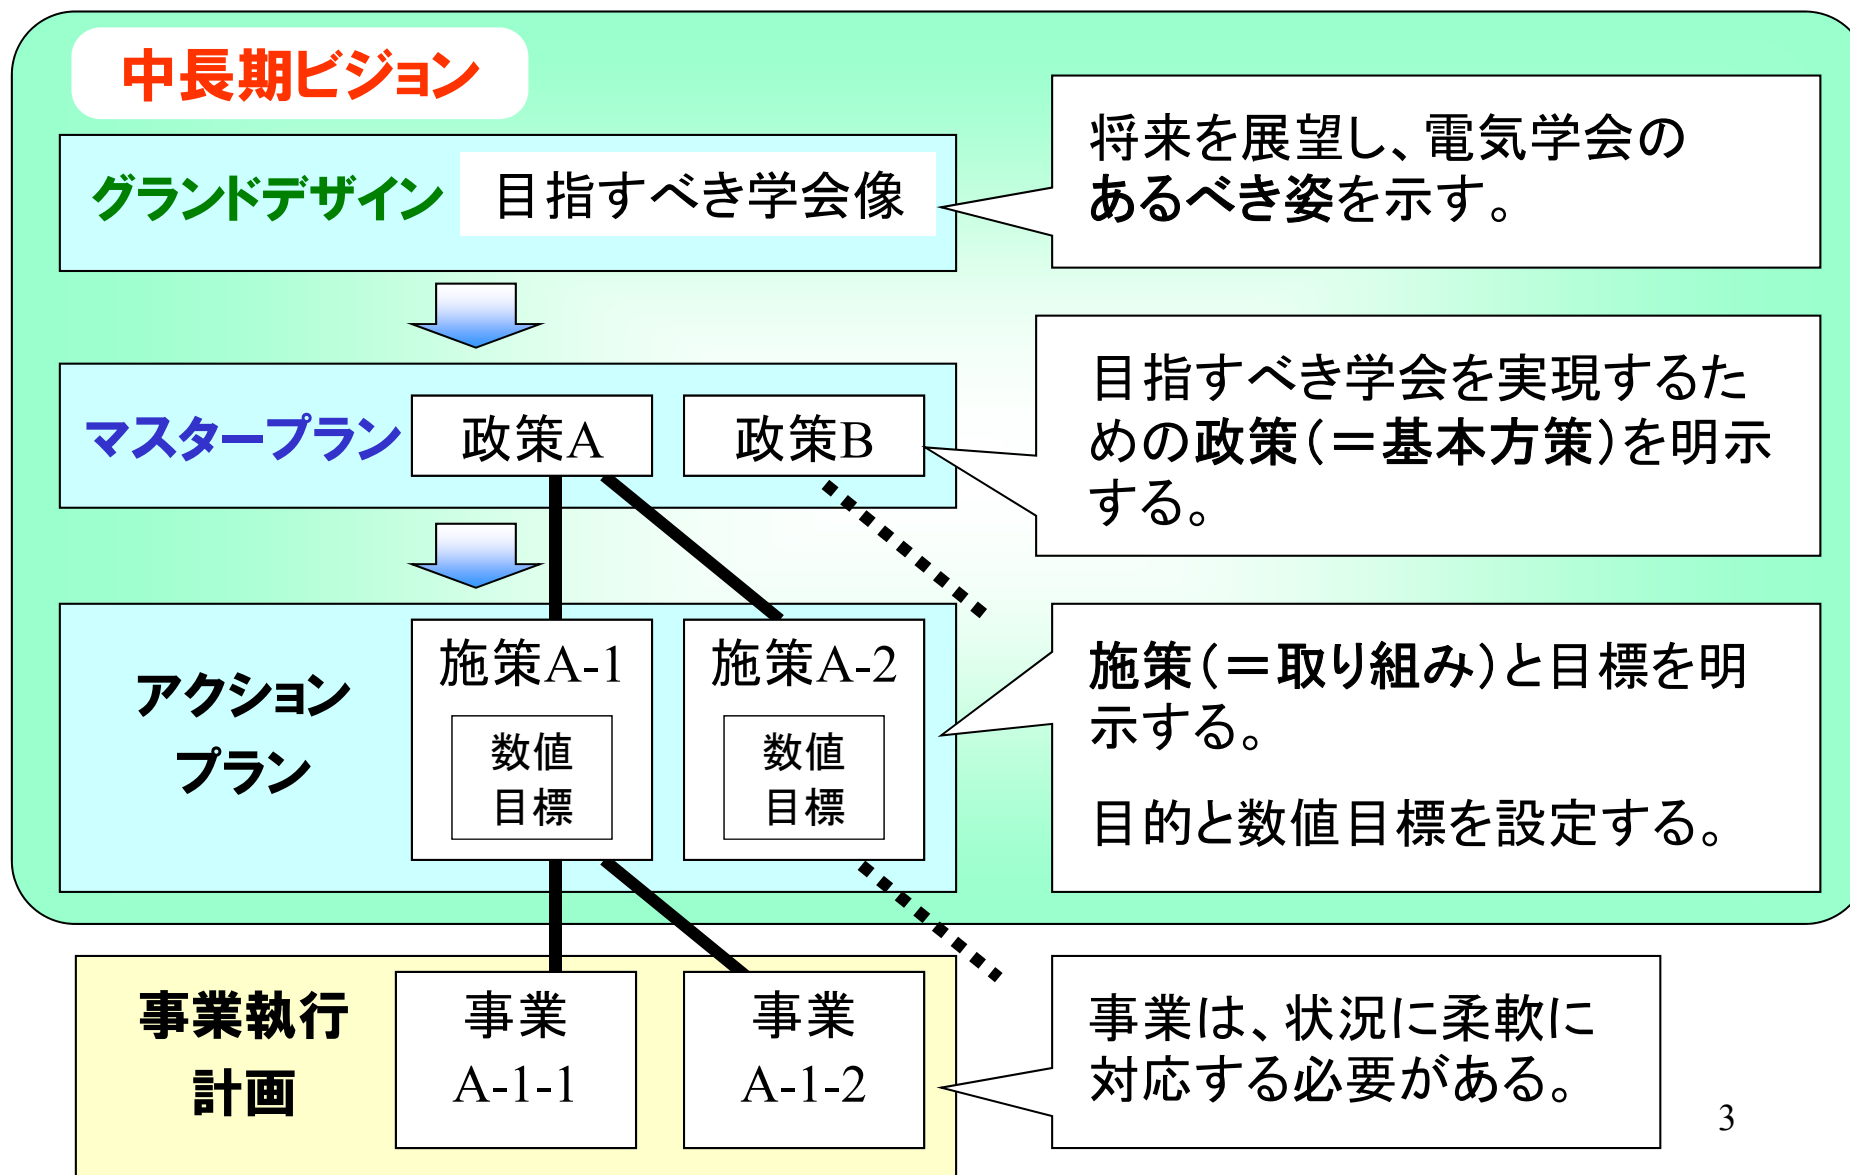 中長期ビジョン
グランドデザイン
目指すべき学会像
将来を展望し、電気学会の
あるべき姿を示す。
マスタープラン
政策A
政策B
目指すべき学会を実現するた
めの政策(＝基本方策)を明示
する。
アクション
プラン
施策A-1
数値
目標
施策A-2
数値
目標
施策(＝取り組み)と目標を明
示する。
目的と数値目標を設定する。
事業執行
計画
事業
A-1-1
事業
A-1-2
事業は、状況に柔軟に
対応する必要がある。
3